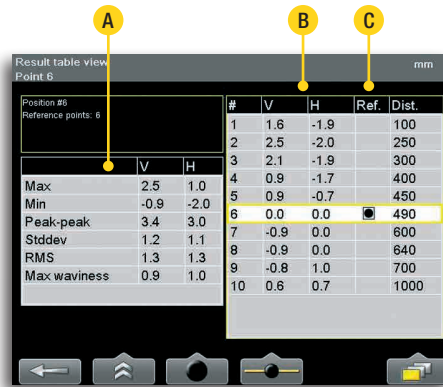 A B C
Result table view mm
Point 6
Position #6
Reference points: 6
V H
Max 2.5 1.0
Min -0.9 -2.0
Peak-peak 3.4 3.0
Stddev 1.2 1.1
RMS 1.3 1.3
Max waviness 0.9 1.0
# V H Ref. Dist.
1 1.6 -1.9 100
2 2.5 -2.0 250
3 2.1 -1.9 300
4 0.9 -1.7 400
5 0.9 -0.7 450
6 0.0 0.0 490
7 -0.9 0.0 600
8 -0.9 0.0 640
9 -0.8 1.0 700
10 0.6 0.7 1000